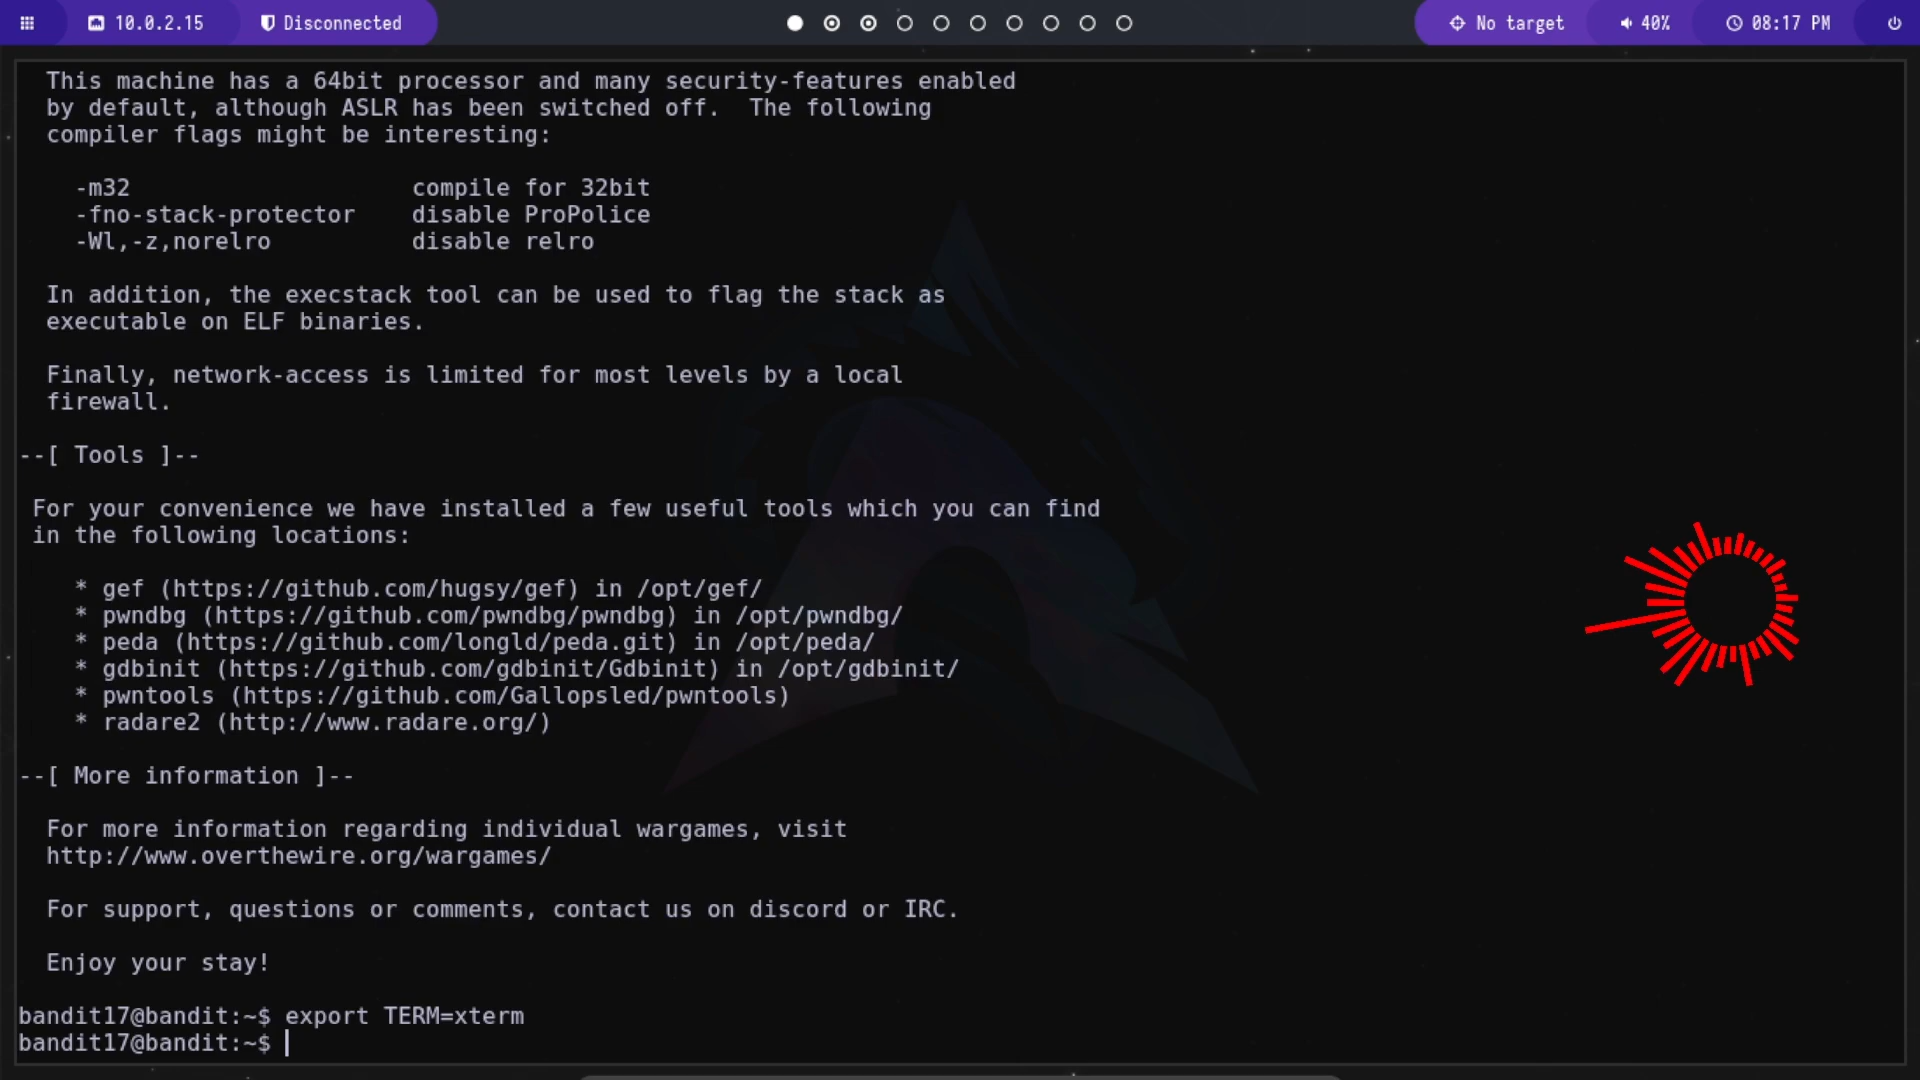 10.0.2.15 Disconnected No target 40% 08:17 PM
This machine has a 64bit processor and many security-features enabled
by default, although ASLR has been switched off.  The following
compiler flags might be interesting:
-m32                    compile for 32bit
-fno-stack-protector    disable ProPolice
-Wl,-z,norelro          disable relro
In addition, the execstack tool can be used to flag the stack as
executable on ELF binaries.
Finally, network-access is limited for most levels by a local
firewall.
--[ Tools ]--
For your convenience we have installed a few useful tools which you can find
in the following locations:
* gef (https://github.com/hugsy/gef) in /opt/gef/
* pwndbg (https://github.com/pwndbg/pwndbg) in /opt/pwndbg/
* peda (https://github.com/longld/peda.git) in /opt/peda/
* gdbinit (https://github.com/gdbinit/Gdbinit) in /opt/gdbinit/
* pwntools (https://github.com/Gallopsled/pwntools)
* radare2 (http://www.radare.org/)
--[ More information ]--
For more information regarding individual wargames, visit
http://www.overthewire.org/wargames/
For support, questions or comments, contact us on discord or IRC.
Enjoy your stay!
bandit17@bandit:~$ export TERM=xterm
bandit17@bandit:~$